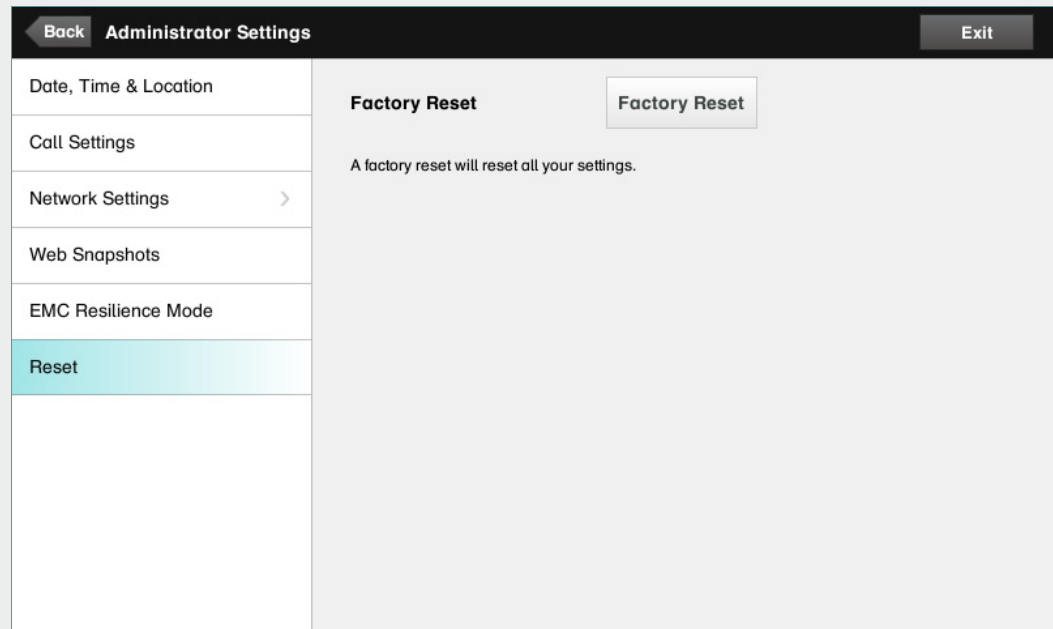 Back Administrator Settings Exit
Date, Time & Location
Call Settings
Network Settings
Web Snapshots
EMC Resilience Mode
Reset
Factory Reset Factory Reset
A factory reset will reset all your settings.